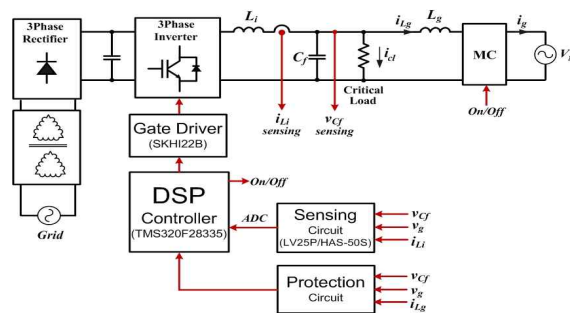 3Phase
Rectifier
3Phase
Inverter
Li
Cf
iLi
sensing
vCf
sensing
icl
Critical
Load
iLg
Lg
MC
ig
On/Off
Gate Driver
(SKHI22B)
DSP
Controller
(TMS320F28335)
On/Off
ADC
Sensing
Circuit
(LV25P/HAS-50S)
vCf
vg
iLi
Protection
Circuit
vCf
vg
iLg
Grid